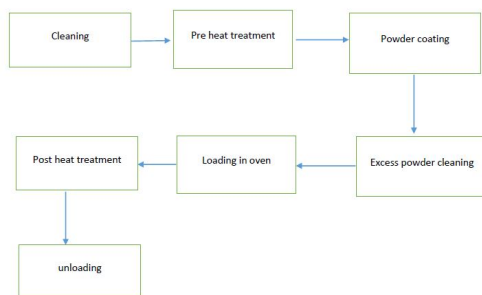 Cleaning
Pre heat treatment
Powder coating
Excess powder cleaning
Loading in oven
Post heat treatment
unloading